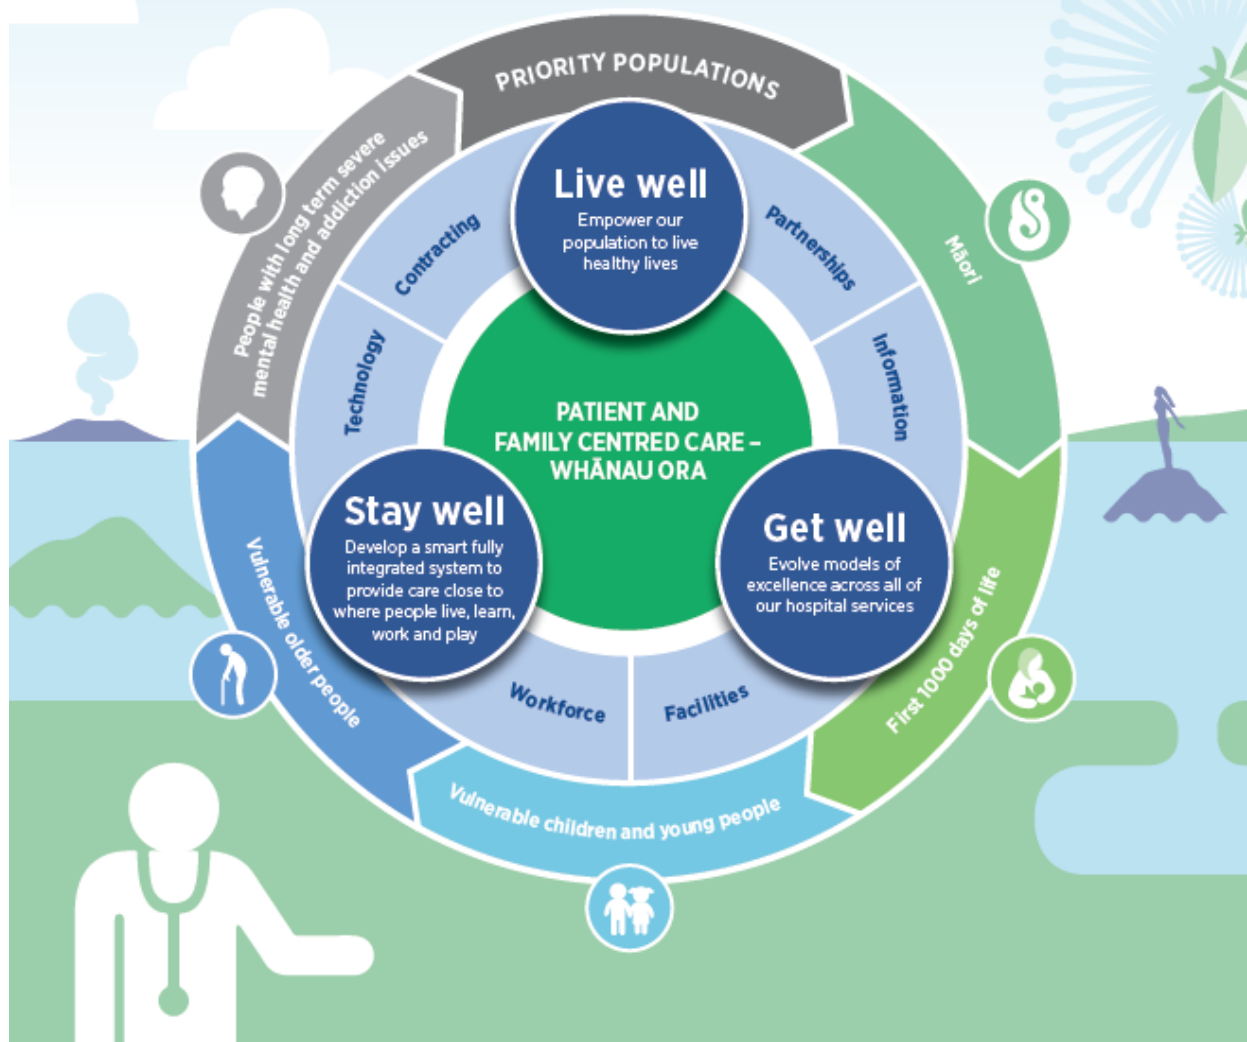 PRIORITY POPULATIONS
People with long term severe
mental health and addiction issues
Māori
First 1000 days of life
Vulnerable children and young people
Vulnerable older people
Contracting
Partnerships
Technology
Information
Workforce
Facilities
Live well
Empower our
population to live
healthy lives
PATIENT AND
FAMILY CENTRED CARE –
WHĀNAU ORA
Stay well
Develop a smart fully
integrated system to
provide care close to
where people live, learn,
work and play
Get well
Evolve models of
excellence across all of
our hospital services